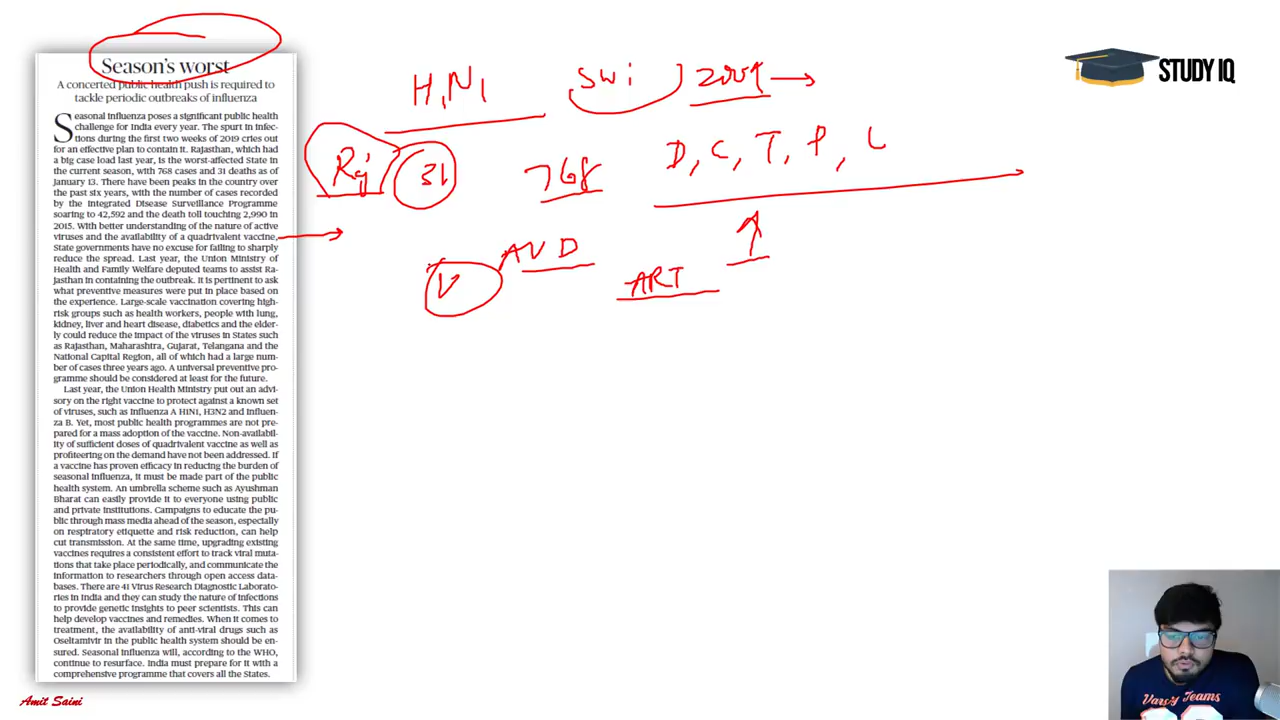 Season's worst
A concerted public health push is required to
tackle periodic outbreaks of influenza
Seasonal influenza poses a significant public health
challenge for India every year. The spurt in infec-
tions during the first two weeks of 2019 cries out
for an effective plan to contain it. Rajasthan, which had
a big case load last year, is the worst-affected State in
the current season, with 768 cases and 31 deaths as of
January 13. There have been peaks in the country over
the past six years, with the number of cases recorded
by the Integrated Disease Surveillance Programme
soaring to 42,592 and the death toll touching 2,990 in
2015. With better understanding of the nature of active
viruses and the availability of a quadrivalent vaccine,
State governments have no excuse for failing to sharply
reduce the spread. Last year, the Union Ministry of
Health and Family Welfare deputed teams to assist Ra-
jasthan in containing the outbreak. It is pertinent to ask
what preventive measures were put in place based on
the experience. Large-scale vaccination covering high-
risk groups such as health workers, people with lung,
kidney, liver and heart disease, diabetics and the elder-
ly could reduce the impact of the viruses in States such
as Rajasthan, Maharashtra, Gujarat, Telangana and the
National Capital Region, all of which had a large num-
ber of cases three years ago. A universal preventive pro-
gramme should be considered at least for the future.
Last year, the Union Health Ministry put out an advi-
sory on the right vaccine to protect against a known set
of viruses, such as Influenza A H1N1, H3N2 and Influen-
za B. Yet, most public health programmes are not pre-
pared for a mass adoption of the vaccine. Non-availabil-
ity of sufficient doses of quadrivalent vaccine as well as
profiteering on the demand have not been addressed. If
a vaccine has proven efficacy in reducing the burden of
seasonal influenza, it must be made part of the public
health system. An umbrella scheme such as Ayushman
Bharat can easily provide it to everyone using public
and private institutions. Campaigns to educate the pu-
blic through mass media ahead of the season, especially
on respiratory etiquette and risk reduction, can help
cut transmission. At the same time, upgrading existing
vaccines requires a consistent effort to track viral muta-
tions that take place periodically, and communicate the
information to researchers through open access data-
bases. There are 41 Virus Research Diagnostic Laborato-
ries in India and they can study the nature of infections
to provide genetic insights to peer scientists. This can
help develop vaccines and remedies. When it comes to
treatment, the availability of anti-viral drugs such as
Oseltamivir in the public health system should be en-
sured. Seasonal influenza will, according to the WHO,
continue to resurface. India must prepare for it with a
comprehensive programme that covers all the States.
H1N1 Swi 2009
Raj 31 768 D, C, T, P, L
V AVD
ART
STUDY IQ
Amit Saini
Varsity Teams